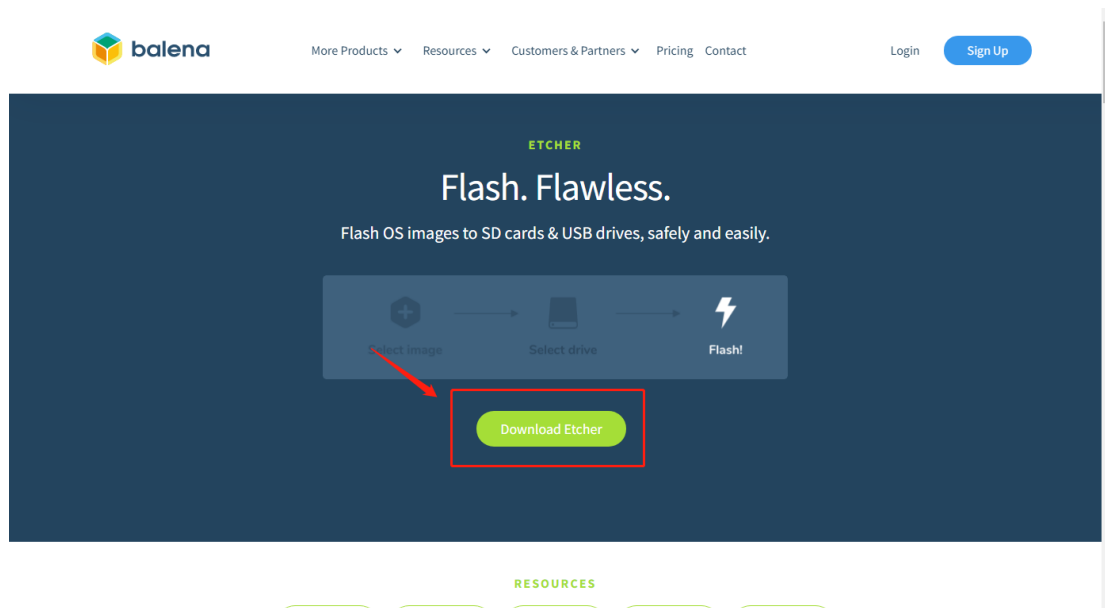 balena
More Products Resources Customers & Partners Pricing Contact Login Sign Up
ETCHER
Flash. Flawless.
Flash OS images to SD cards & USB drives, safely and easily.
Select image Select drive Flash!
Download Etcher
RESOURCES